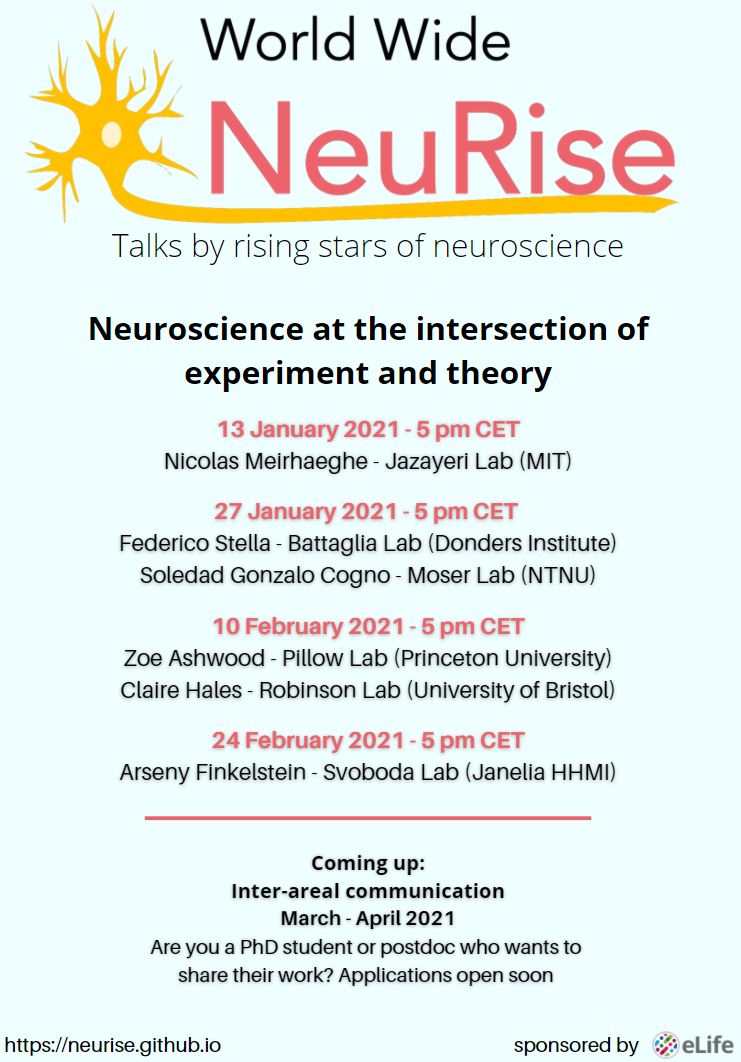 World Wide
NeuRise
Talks by rising stars of neuroscience
Neuroscience at the intersection of
experiment and theory
13 January 2021 - 5 pm CET
Nicolas Meirhaeghe - Jazayeri Lab (MIT)
27 January 2021 - 5 pm CET
Federico Stella - Battaglia Lab (Donders Institute)
Soledad Gonzalo Cogno - Moser Lab (NTNU)
10 February 2021 - 5 pm CET
Zoe Ashwood - Pillow Lab (Princeton University)
Claire Hales - Robinson Lab (University of Bristol)
24 February 2021 - 5 pm CET
Arseny Finkelstein - Svoboda Lab (Janelia HHMI)
Coming up:
Inter-areal communication
March - April 2021
Are you a PhD student or postdoc who wants to
share their work? Applications open soon
https://neurise.github.io
sponsored by eLife